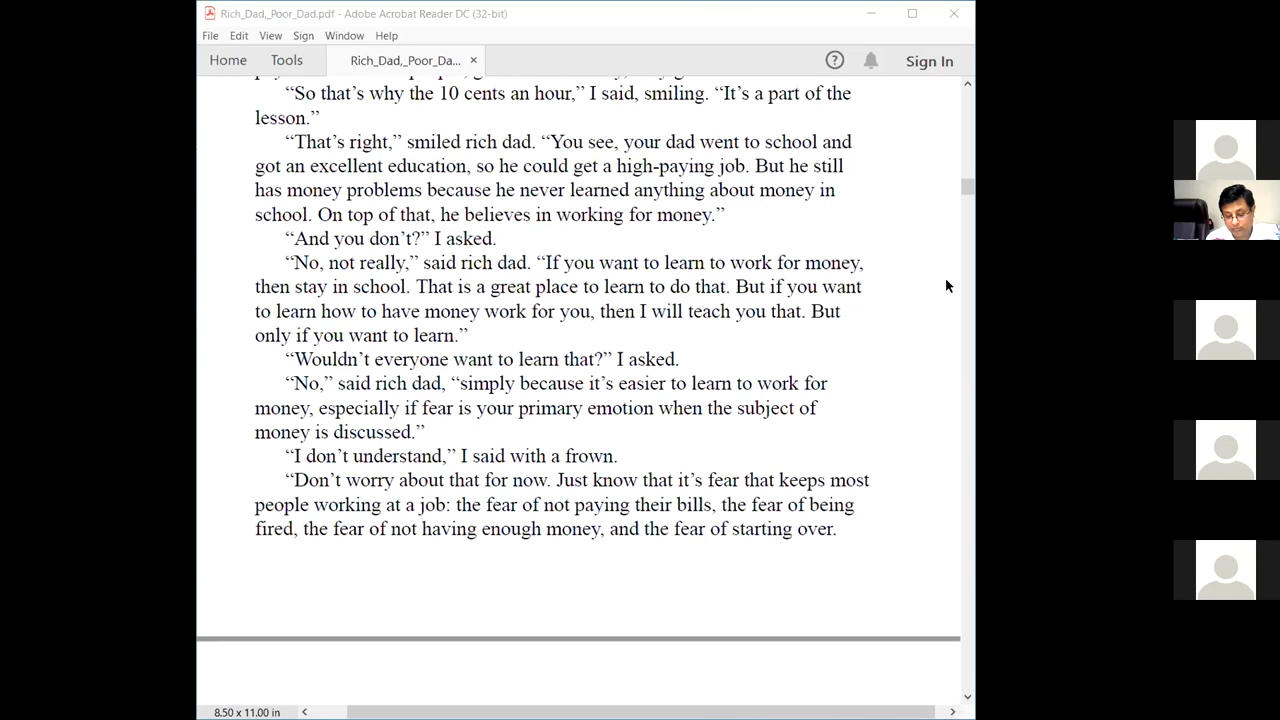 Rich_Dad,_Poor_Dad.pdf - Adobe Acrobat Reader DC (32-bit)
File Edit View Sign Window Help
Home Tools Rich_Dad,_Poor_Da... × Sign In
“So that’s why the 10 cents an hour,” I said, smiling. “It’s a part of the
lesson.”
“That’s right,” smiled rich dad. “You see, your dad went to school and
got an excellent education, so he could get a high-paying job. But he still
has money problems because he never learned anything about money in
school. On top of that, he believes in working for money.”
“And you don’t?” I asked.
“No, not really,” said rich dad. “If you want to learn to work for money,
then stay in school. That is a great place to learn to do that. But if you want
to learn how to have money work for you, then I will teach you that. But
only if you want to learn.”
“Wouldn’t everyone want to learn that?” I asked.
“No,” said rich dad, “simply because it’s easier to learn to work for
money, especially if fear is your primary emotion when the subject of
money is discussed.”
“I don’t understand,” I said with a frown.
“Don’t worry about that for now. Just know that it’s fear that keeps most
people working at a job: the fear of not paying their bills, the fear of being
fired, the fear of not having enough money, and the fear of starting over.
8.50 x 11.00 in